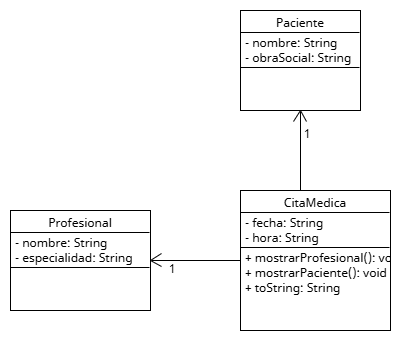 Paciente
- nombre: String
- obraSocial: String
1
CitaMedica
- fecha: String
- hora: String
+ mostrarProfesional(): vo
+ mostrarPaciente(): void
+ toString: String
Profesional
- nombre: String
- especialidad: String
1